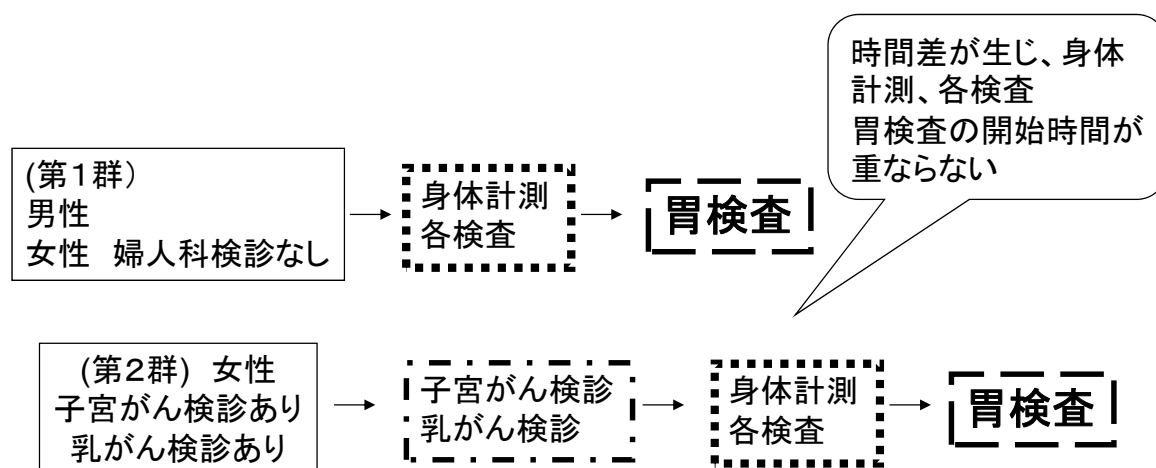 時間差が生じ、身体
計測、各検査
胃検査の開始時間が
重ならない
(第1群)
男性
女性　婦人科検診なし
身体計測
各検査
胃検査
(第2群)　女性
子宮がん検診あり
乳がん検診あり
子宮がん検診
乳がん検診
身体計測
各検査
胃検査